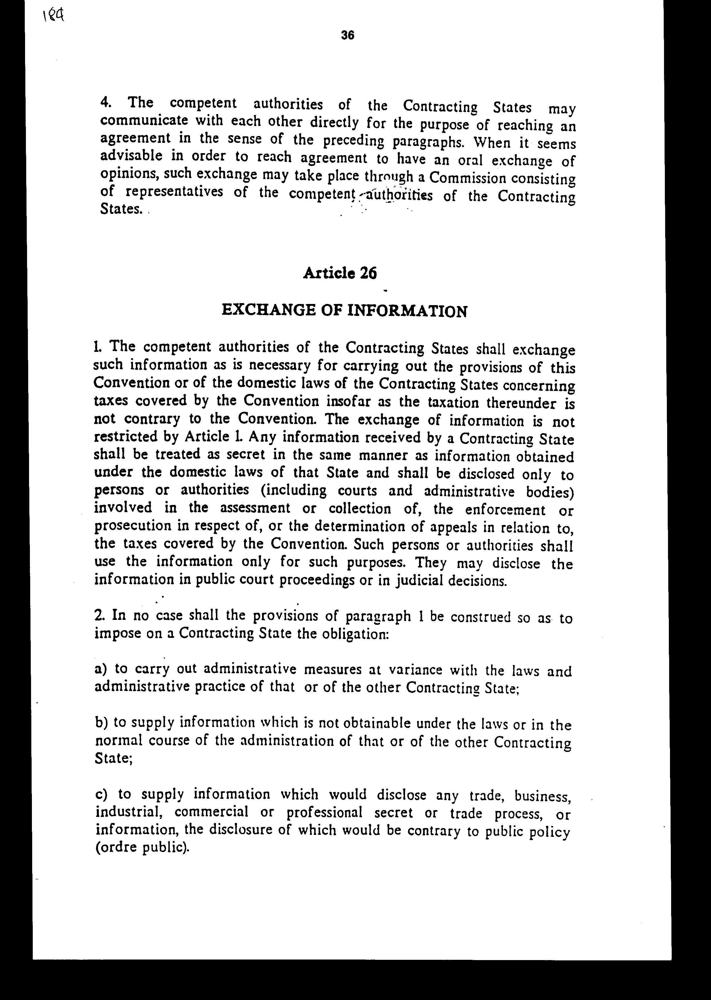 184
36
4. The competent authorities of the Contracting States may
communicate with each other directly for the purpose of reaching an
agreement in the sense of the preceding paragraphs. When it seems
advisable in order to reach agreement to have an oral exchange of
opinions, such exchange may take place through a Commission consisting
of representatives of the competent authorities of the Contracting
States.
Article 26
EXCHANGE OF INFORMATION
1. The competent authorities of the Contracting States shall exchange
such information as is necessary for carrying out the provisions of this
Convention or of the domestic laws of the Contracting States concerning
taxes covered by the Convention insofar as the taxation thereunder is
not contrary to the Convention. The exchange of information is not
restricted by Article 1. Any information received by a Contracting State
shall be treated as secret in the same manner as information obtained
under the domestic laws of that State and shall be disclosed only to
persons or authorities (including courts and administrative bodies)
involved in the assessment or collection of, the enforcement or
prosecution in respect of, or the determination of appeals in relation to,
the taxes covered by the Convention. Such persons or authorities shall
use the information only for such purposes. They may disclose the
information in public court proceedings or in judicial decisions.
2. In no case shall the provisions of paragraph 1 be construed so as to
impose on a Contracting State the obligation:
a) to carry out administrative measures at variance with the laws and
administrative practice of that or of the other Contracting State;
b) to supply information which is not obtainable under the laws or in the
normal course of the administration of that or of the other Contracting
State;
c) to supply information which would disclose any trade, business,
industrial, commercial or professional secret or trade process, or
information, the disclosure of which would be contrary to public policy
(ordre public).